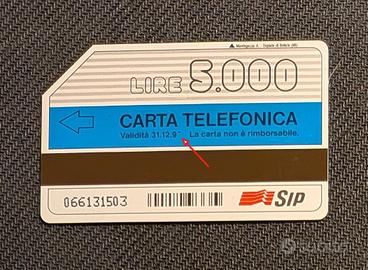 LIRE 5.000
CARTA TELEFONICA
Validità 31.12.9 La carta non è rimborsabile.
066131503
SIP